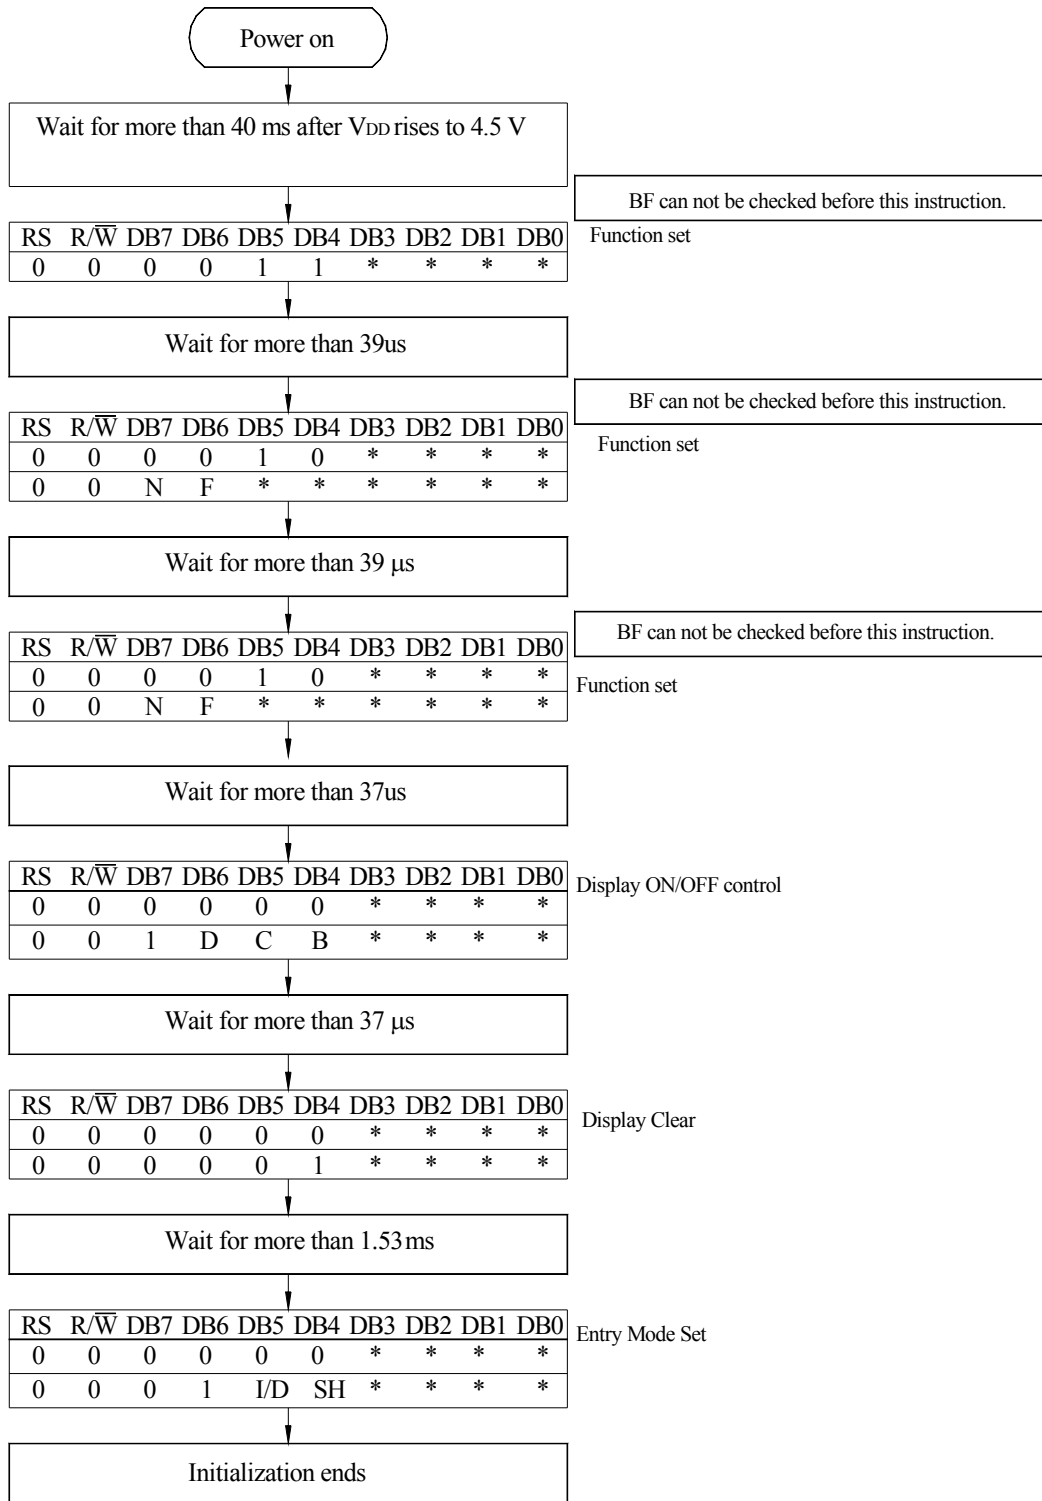 Power on
Wait for more than 40 ms after VDD rises to 4.5 V
BF can not be checked before this instruction.
RS R/W̅ DB7 DB6 DB5 DB4 DB3 DB2 DB1 DB0
Function set
0 0 0 0 1 1 * * * *
Wait for more than 39us
BF can not be checked before this instruction.
RS R/W̅ DB7 DB6 DB5 DB4 DB3 DB2 DB1 DB0
Function set
0 0 0 0 1 0 * * * *
0 0 N F * * * * * *
Wait for more than 39 μs
BF can not be checked before this instruction.
RS R/W̅ DB7 DB6 DB5 DB4 DB3 DB2 DB1 DB0
0 0 0 0 1 0 * * * *
Function set
0 0 N F * * * * * *
Wait for more than 37us
RS R/W̅ DB7 DB6 DB5 DB4 DB3 DB2 DB1 DB0
Display ON/OFF control
0 0 0 0 0 0 * * * *
0 0 1 D C B * * * *
Wait for more than 37 μs
RS R/W̅ DB7 DB6 DB5 DB4 DB3 DB2 DB1 DB0
Display Clear
0 0 0 0 0 0 * * * *
0 0 0 0 0 1 * * * *
Wait for more than 1.53ms
RS R/W̅ DB7 DB6 DB5 DB4 DB3 DB2 DB1 DB0
Entry Mode Set
0 0 0 0 0 0 * * * *
0 0 0 1 I/D SH * * * *
Initialization ends